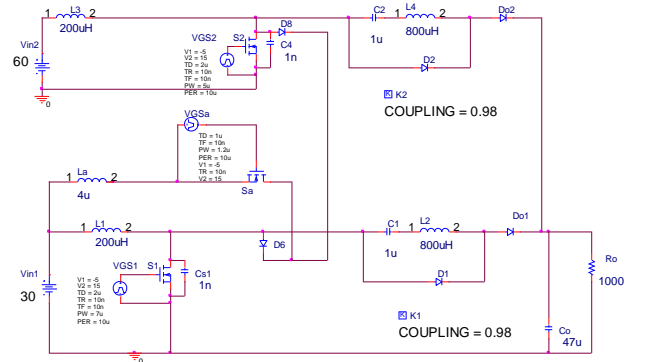 L3
1 2
200uH
Vin2
60
0
VGS2
V1 = -5
V2 = 15
TD = 2u
TR = 10n
TF = 10n
PW = 5u
PER = 10u
S2
D8
C4
1n
C2
1u
L4
1 2
800uH
Do2
D2
K K2
COUPLING = 0.98
VGSa
TD = 1u
TF = 10n
PW = 1.2u
PER = 10u
V1 = -5
TR = 10n
V2 = 15
Sa
La
1 2
4u
L1
1 2
200uH
Vin1
30
V1 = -5
V2 = 15
TD = 2u
TR = 10n
TF = 10n
PW = 7u
PER = 10u
VGS1
S1
Cs1
1n
D6
C1
1u
L2
1 2
800uH
Do1
D1
K K1
COUPLING = 0.98
Ro
1000
Co
47u
0